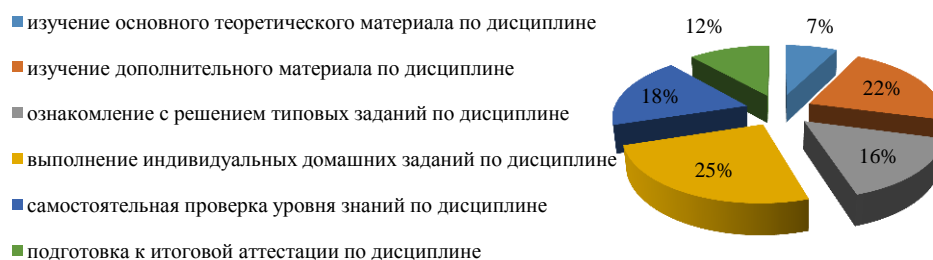 изучение основного теоретического материала по дисциплине
изучение дополнительного материала по дисциплине
ознакомление с решением типовых заданий по дисциплине
выполнение индивидуальных домашних заданий по дисциплине
самостоятельная проверка уровня знаний по дисциплине
подготовка к итоговой аттестации по дисциплине
12%
7%
18%
22%
25%
16%